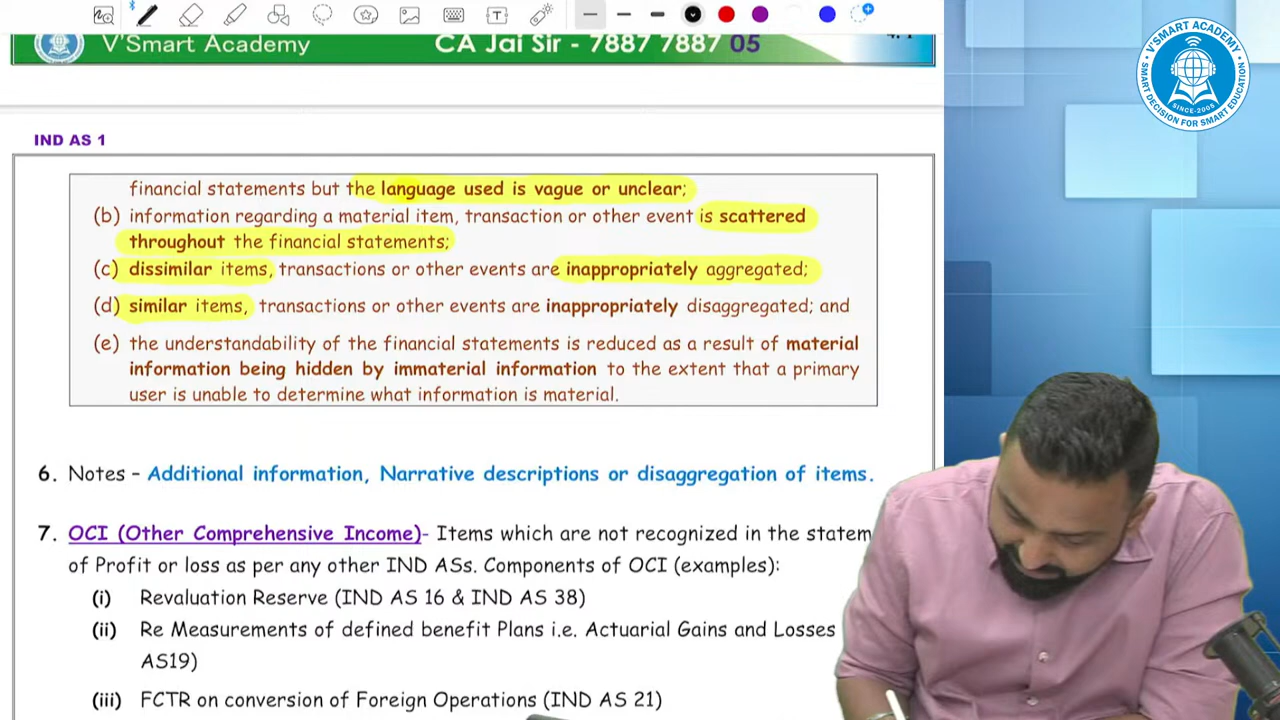 V'Smart Academy
CA Jai Sir - 7887 7887 05
V'SMART ACADEMY
SINCE-2005
SMART DECISION FOR SMART EDUCATION
IND AS 1
financial statements but the language used is vague or unclear;
(b) information regarding a material item, transaction or other event is scattered
throughout the financial statements;
(c) dissimilar items, transactions or other events are inappropriately aggregated;
(d) similar items, transactions or other events are inappropriately disaggregated; and
(e) the understandability of the financial statements is reduced as a result of material
information being hidden by immaterial information to the extent that a primary
user is unable to determine what information is material.
6. Notes – Additional information, Narrative descriptions or disaggregation of items.
7. OCI (Other Comprehensive Income)- Items which are not recognized in the statem
of Profit or loss as per any other IND ASs. Components of OCI (examples):
(i) Revaluation Reserve (IND AS 16 & IND AS 38)
(ii) Re Measurements of defined benefit Plans i.e. Actuarial Gains and Losses
AS19)
(iii) FCTR on conversion of Foreign Operations (IND AS 21)